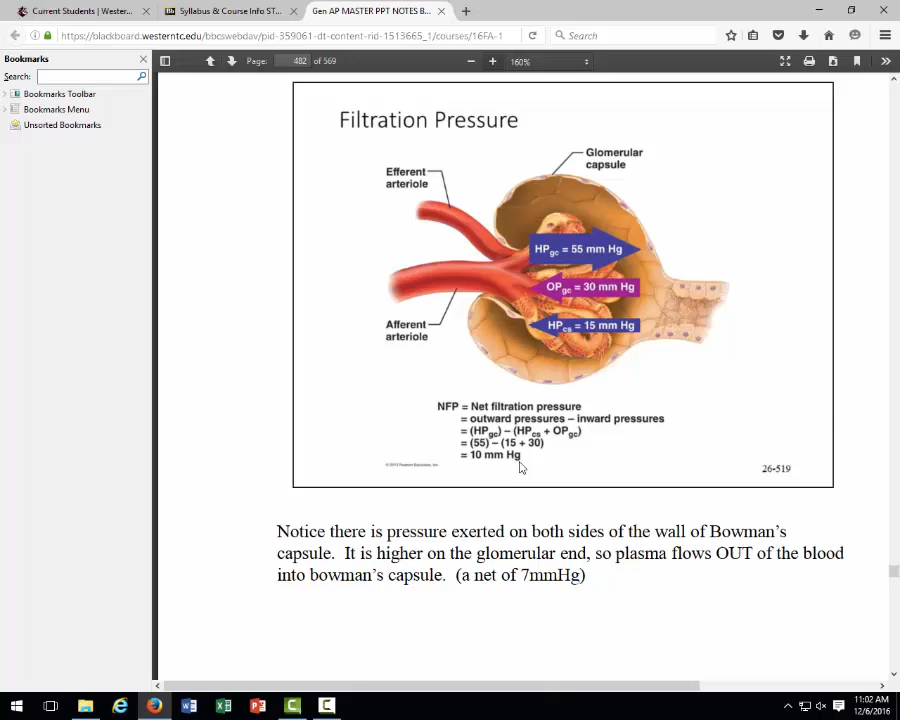 Current Students | Wester...
Bb Syllabus & Course Info ST...
Gen AP MASTER PPT NOTES B...
https://blackboard.westerntc.edu/bbcswebdav/pid-359061-dt-content-rid-1513665_1/courses/16FA-1
Search
Bookmarks
Page: 482 of 569
160%
Search:
Bookmarks Toolbar
Bookmarks Menu
Unsorted Bookmarks
Filtration Pressure
Glomerular
capsule
Efferent
arteriole
HPgc = 55 mm Hg
OPgc = 30 mm Hg
HPcs = 15 mm Hg
Afferent
arteriole
NFP = Net filtration pressure
= outward pressures – inward pressures
= (HPgc) – (HPcs + OPgc)
= (55) – (15 + 30)
= 10 mm Hg
26-519
Notice there is pressure exerted on both sides of the wall of Bowman’s
capsule. It is higher on the glomerular end, so plasma flows OUT of the blood
into bowman’s capsule. (a net of 7mmHg)
11:02 AM
12/6/2016